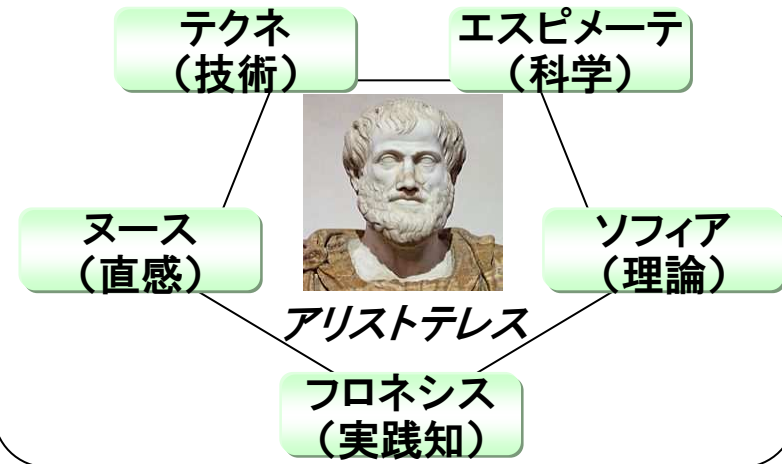 テクネ
（技術）
エスピメーテ
（科学）
ヌース
（直感）
ソフィア
（理論）
アリストテレス
フロネシス
（実践知）